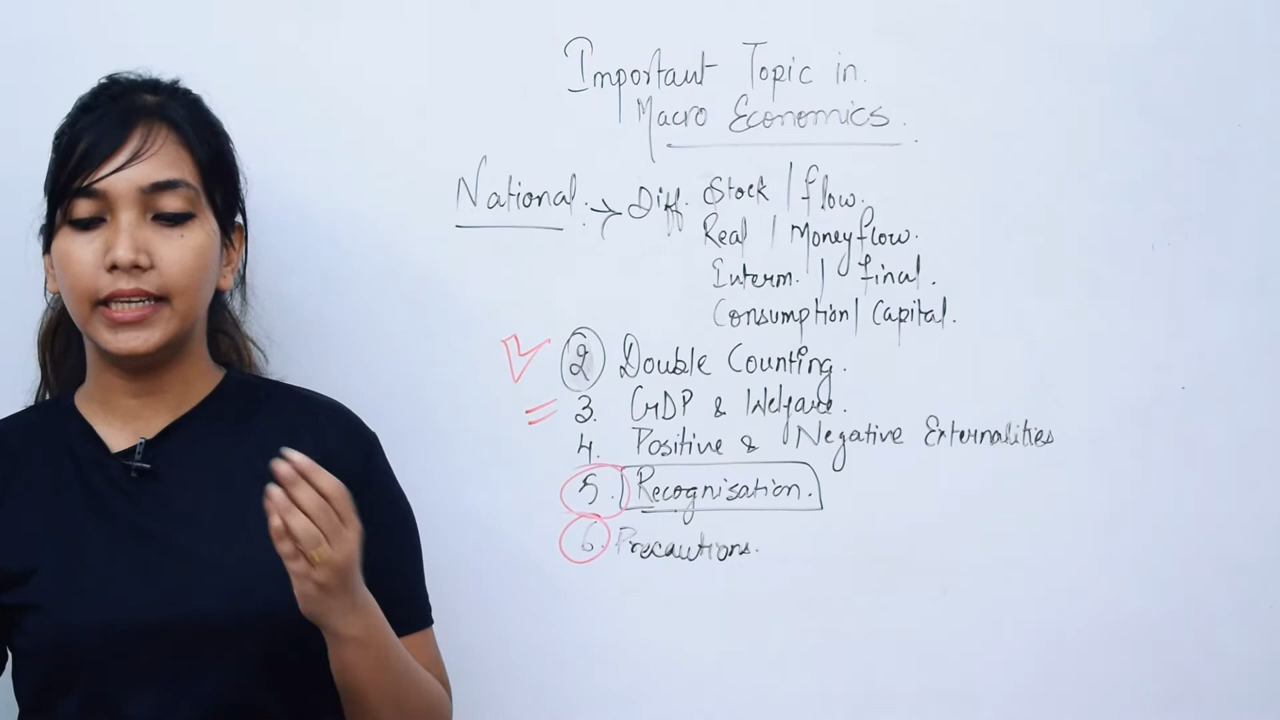 Important Topic in.
Macro Economics.
National. → Diff. Stock / flow.
Real / Moneyflow.
Interm. / final.
Consumption / Capital.
2 Double Counting.
3. GDP & Welfare.
4. Positive & Negative Externalities
5. Recognisation.
6. Precautions.